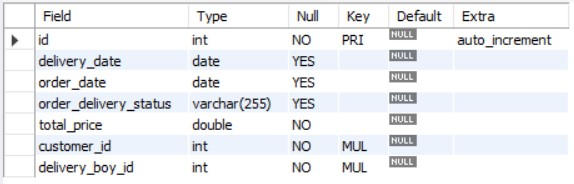 Field Type Null Key Default Extra
id int NO PRI NULL auto_increment
delivery_date date YES NULL
order_date date YES NULL
order_delivery_status varchar(255) YES NULL
total_price double NO NULL
customer_id int NO MUL NULL
delivery_boy_id int NO MUL NULL